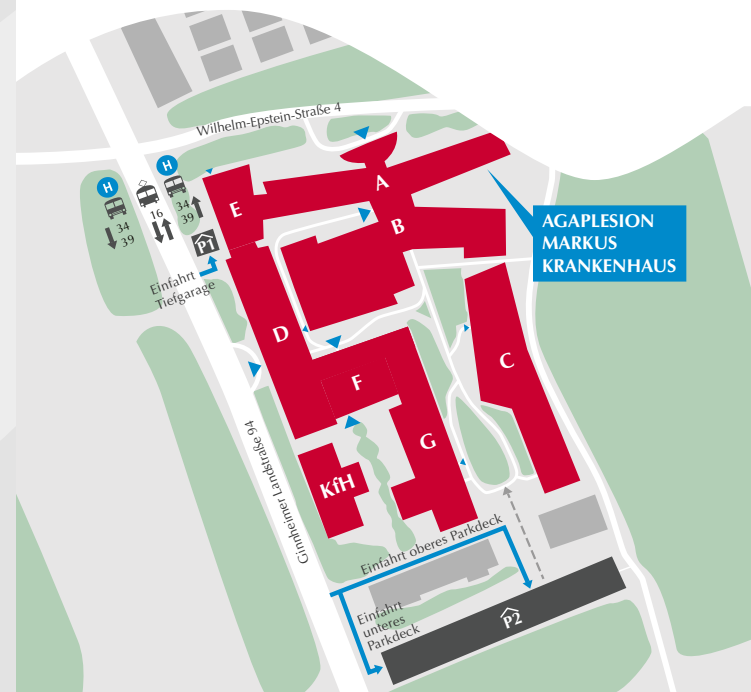 Wilhelm-Epstein-Straße 4
H
H
34
39
16
34
39
E
A
B
P1
Einfahrt
Tiefgarage
AGAPLESION
MARKUS
KRANKENHAUS
D
C
F
G
KfH
Ginnheimer Landstraße 94
Einfahrt oberes Parkdeck
Einfahrt
unteres
Parkdeck
P2